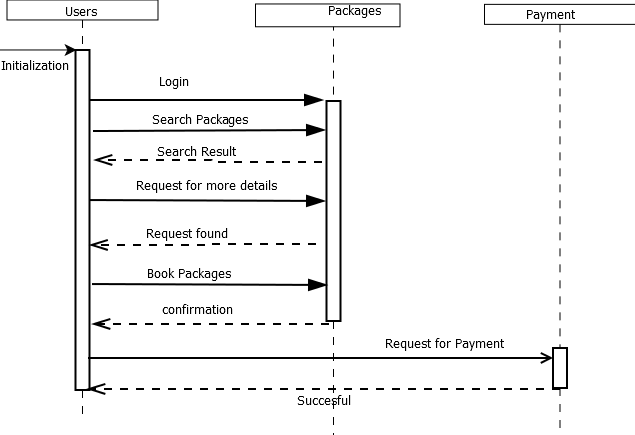 Users
Packages
Payment
Initialization
Login
Search Packages
Search Result
Request for more details
Request found
Book Packages
confirmation
Request for Payment
Succesful